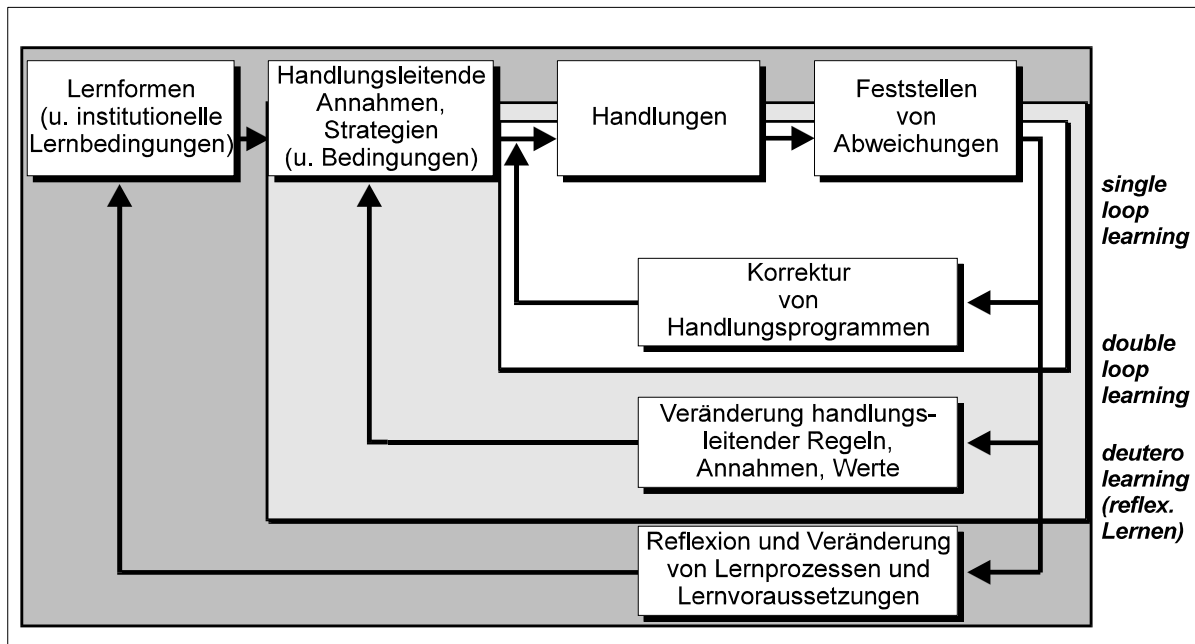 Lernformen
(u. institutionelle
Lernbedingungen)
Handlungsleitende
Annahmen,
Strategien
(u. Bedingungen)
Handlungen
Feststellen
von
Abweichungen
single
loop
learning
Korrektur
von
Handlungsprogrammen
double
loop
learning
Veränderung handlungs-
leitender Regeln,
Annahmen, Werte
deutero
learning
(reflex.
Lernen)
Reflexion und Veränderung
von Lernprozessen und
Lernvoraussetzungen